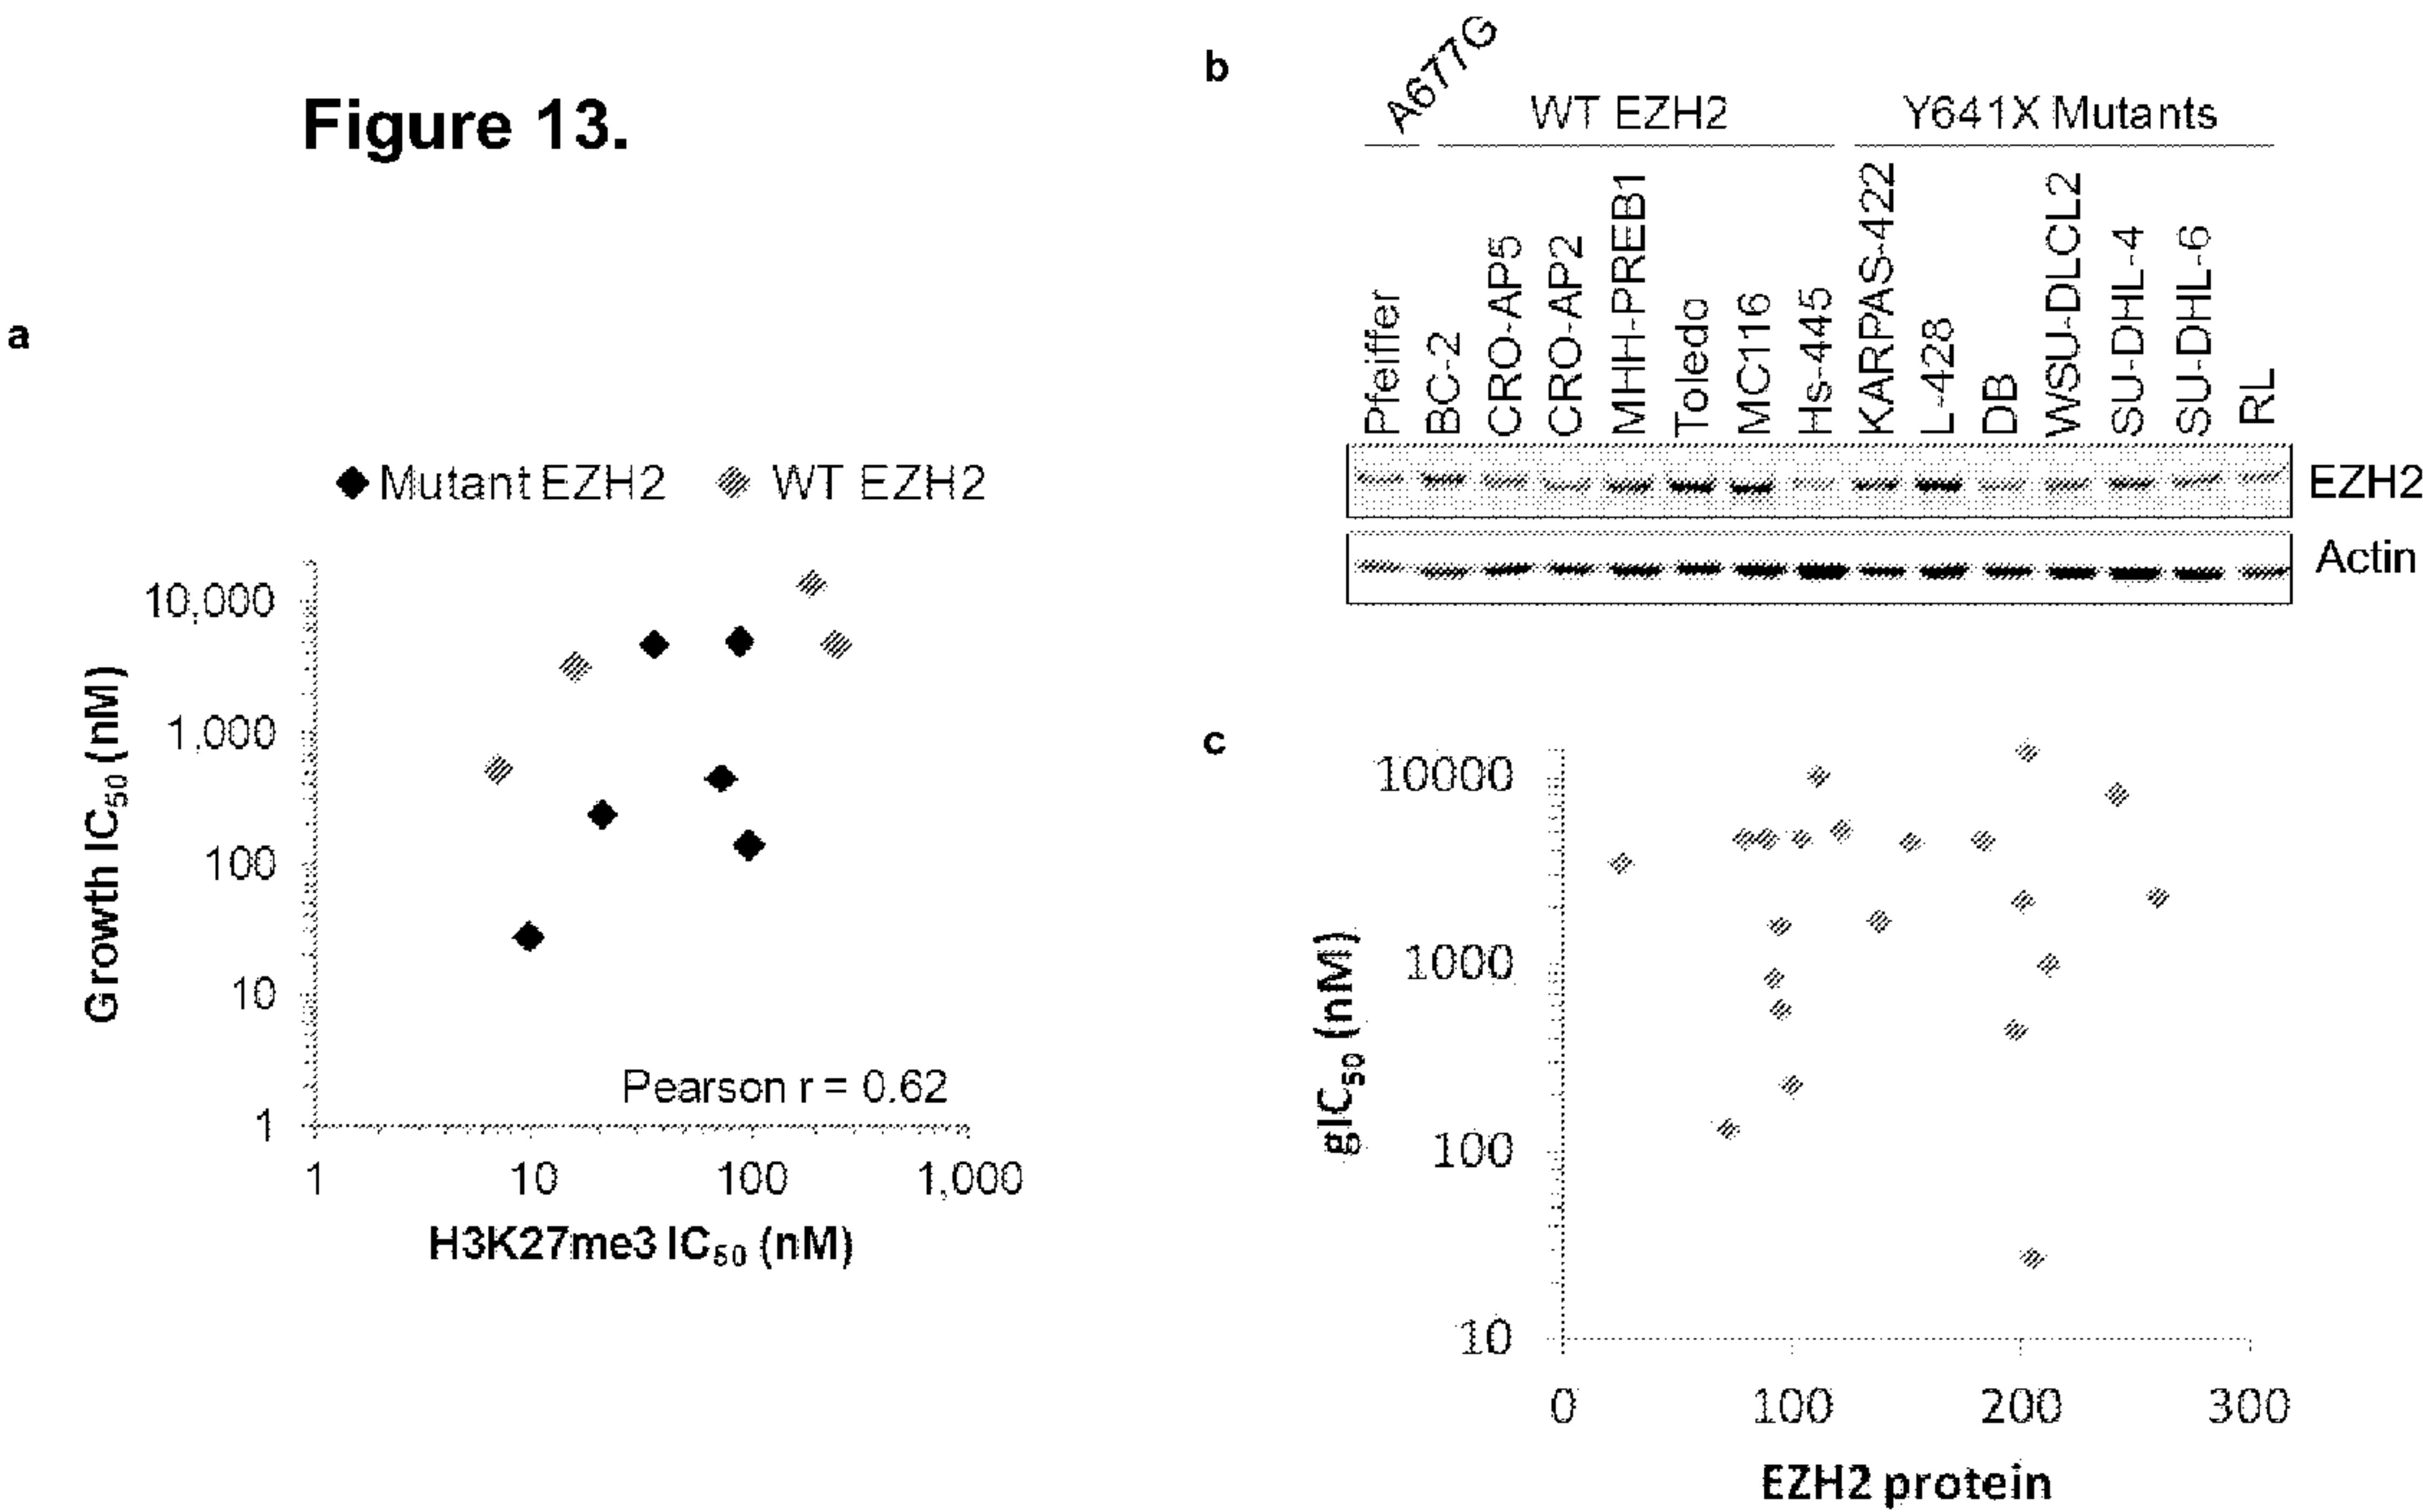 Figure 13.
a
Mutant EZH2 WT EZH2
10,000
1,000
100
10
1
Growth IC50 (nM)
Pearson r = 0.62
1 10 100 1,000
H3K27me3 IC50 (nM)
b
A677G WT EZH2 Y641X Mutants
Pfeiffer BC-2 CRO-AP5 CRO-AP2 MHH-PREB1 Toledo MC116 Hs-445 KARPAS-422 L-428 DB WSU-DLCL2 SU-DHL-4 SU-DHL-6 RL
EZH2
Actin
c
10000
1000
100
10
gIC50 (nM)
0 100 200 300
EZH2 protein